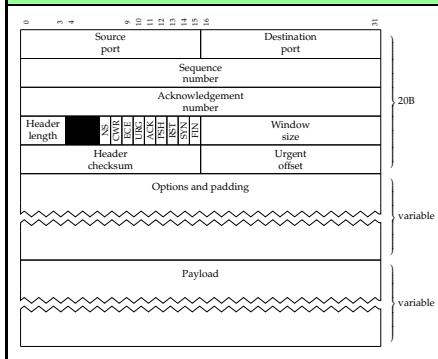 0 3 4 9 10 11 12 13 14 15 16 31
Source Destination
port port
Sequence
number
Acknowledgement
number
20B
Header NS CWR ECE URG ACK PSH RST SYN FIN Window
length size
Header Urgent
checksum offset
Options and padding
variable
Payload
variable